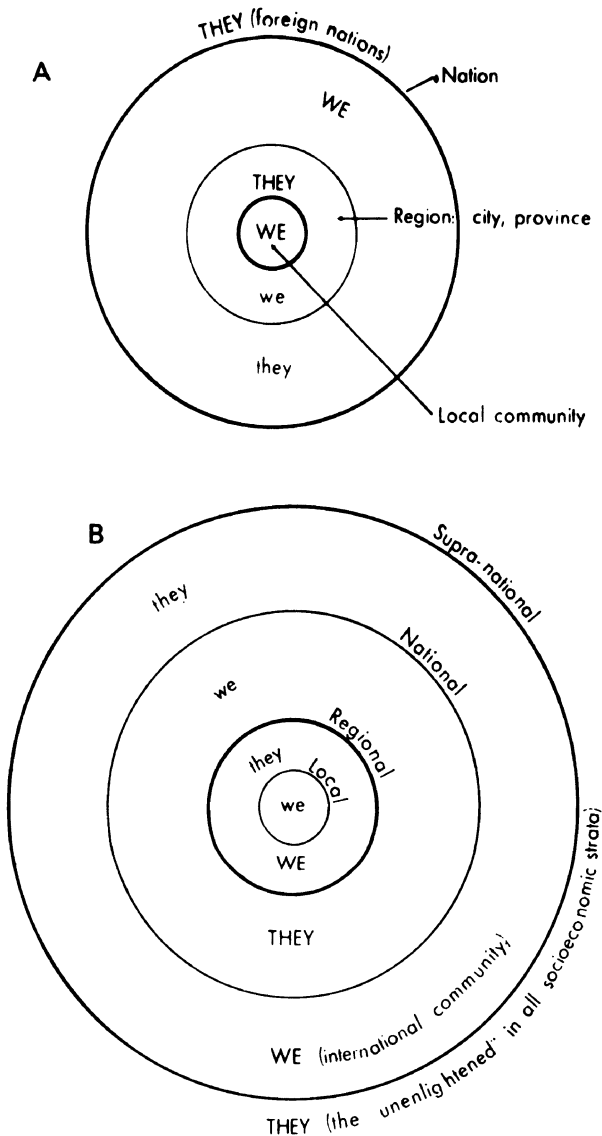 A
THEY (foreign nations)
Nation
WE
THEY
WE
Region: city, province
we
they
Local community
B
Supra-national
they
National
we
Regional
they
Local
we
WE
THEY
WE (international community;)
THEY (the unenlightened" in all socioeconomic strata;